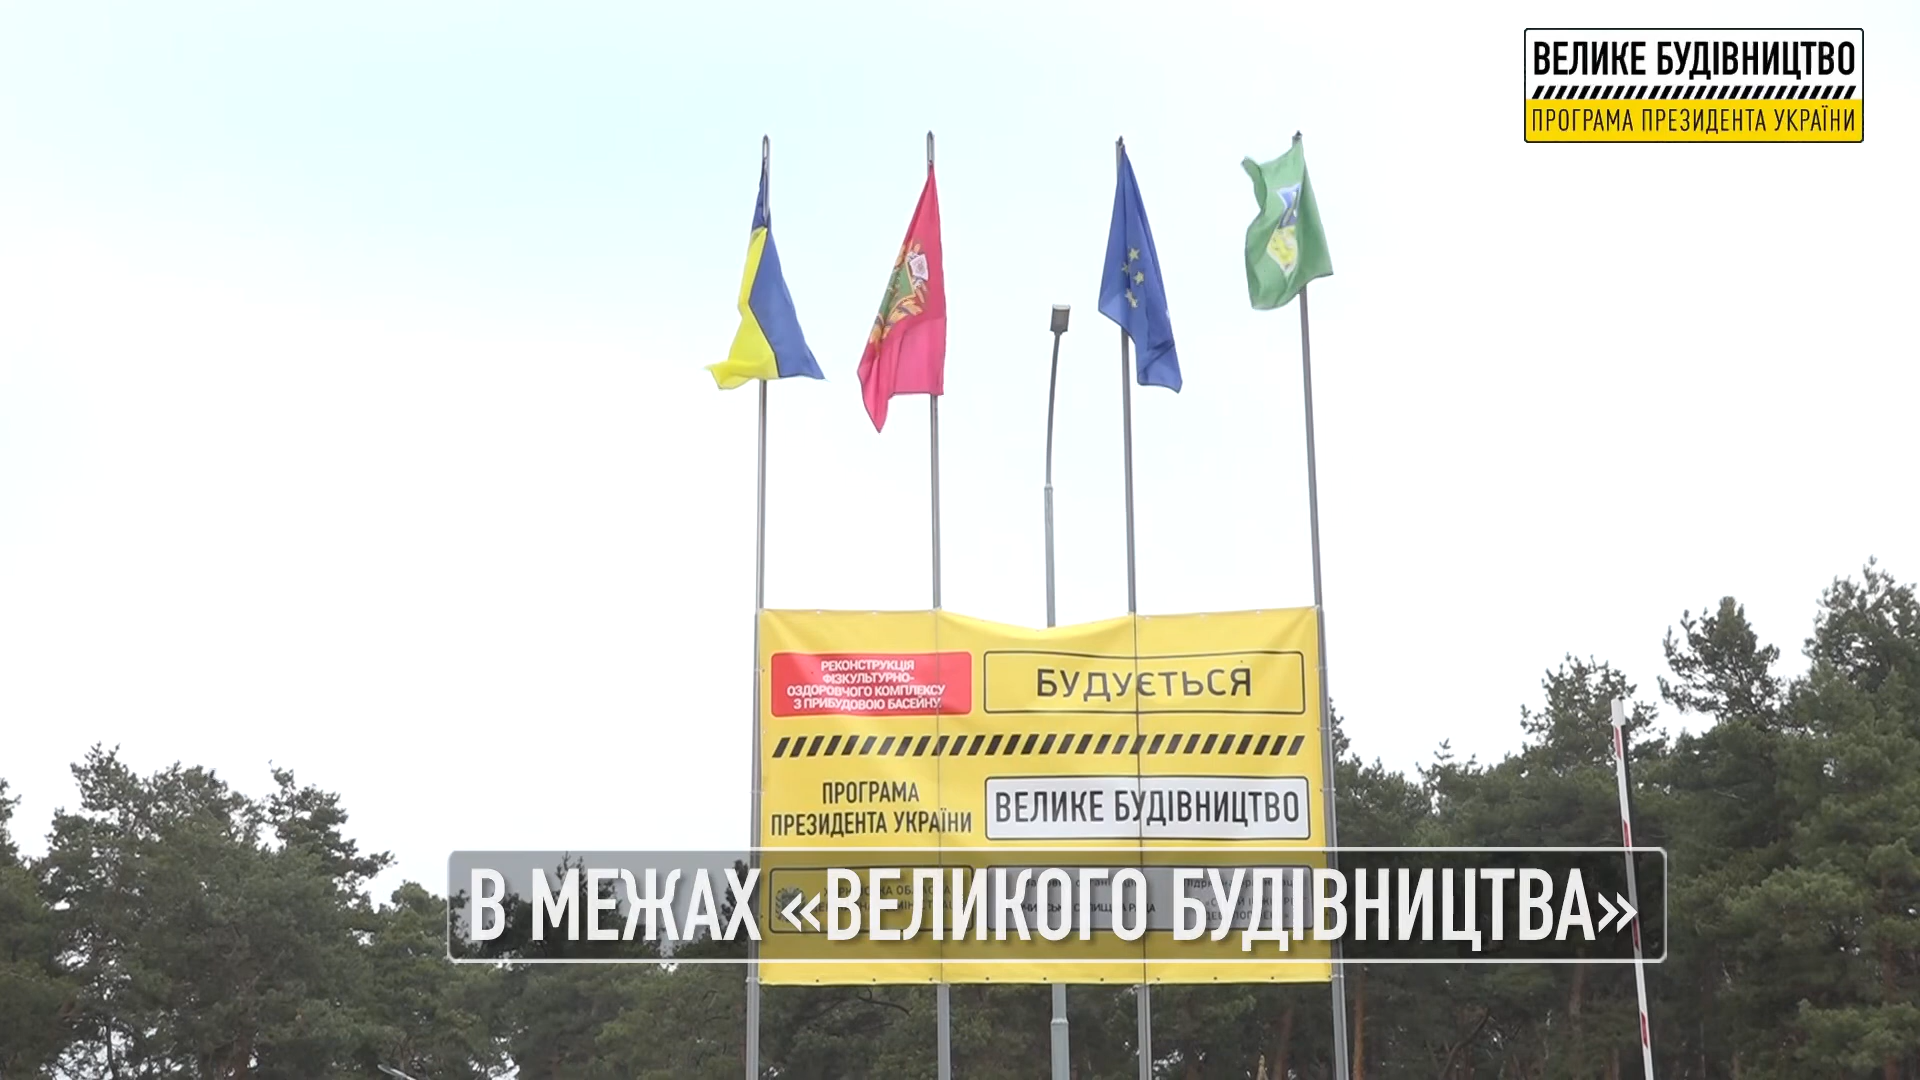 ВЕЛИКЕ БУДІВНИЦТВО
ПРОГРАМА ПРЕЗИДЕНТА УКРАЇНИ
РЕКОНСТРУКЦІЯ
ФІЗКУЛЬТУРНО-
ОЗДОРОВЧОГО КОМПЛЕКСУ
З ПРИБУДОВОЮ БАСЕЙНУ
БУДУЄТЬСЯ
ПРОГРАМА
ПРЕЗИДЕНТА УКРАЇНИ
ВЕЛИКЕ БУДІВНИЦТВО
В МЕЖАХ «ВЕЛИКОГО БУДІВНИЦТВА»